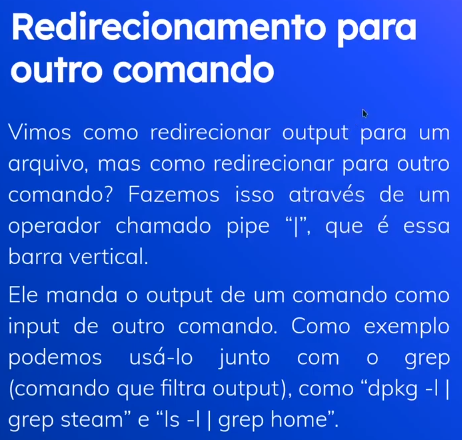 Redirecionamento para
outro comando
Vimos como redirecionar output para um
arquivo, mas como redirecionar para outro
comando? Fazemos isso através de um
operador chamado pipe “|”, que é essa
barra vertical.
Ele manda o output de um comando como
input de outro comando. Como exemplo
podemos usá-lo junto com o grep
(comando que filtra output), como “dpkg -l |
grep steam” e “ls -l | grep home”.